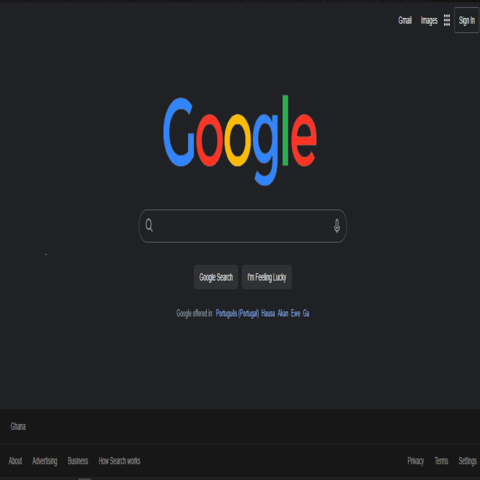 Gmail Images Sign In
Google
Google Search I'm Feeling Lucky
Google offered in: Português (Portugal) Hausa Akan Ewe Ga
Ghana
About Advertising Business How Search works Privacy Terms Settings